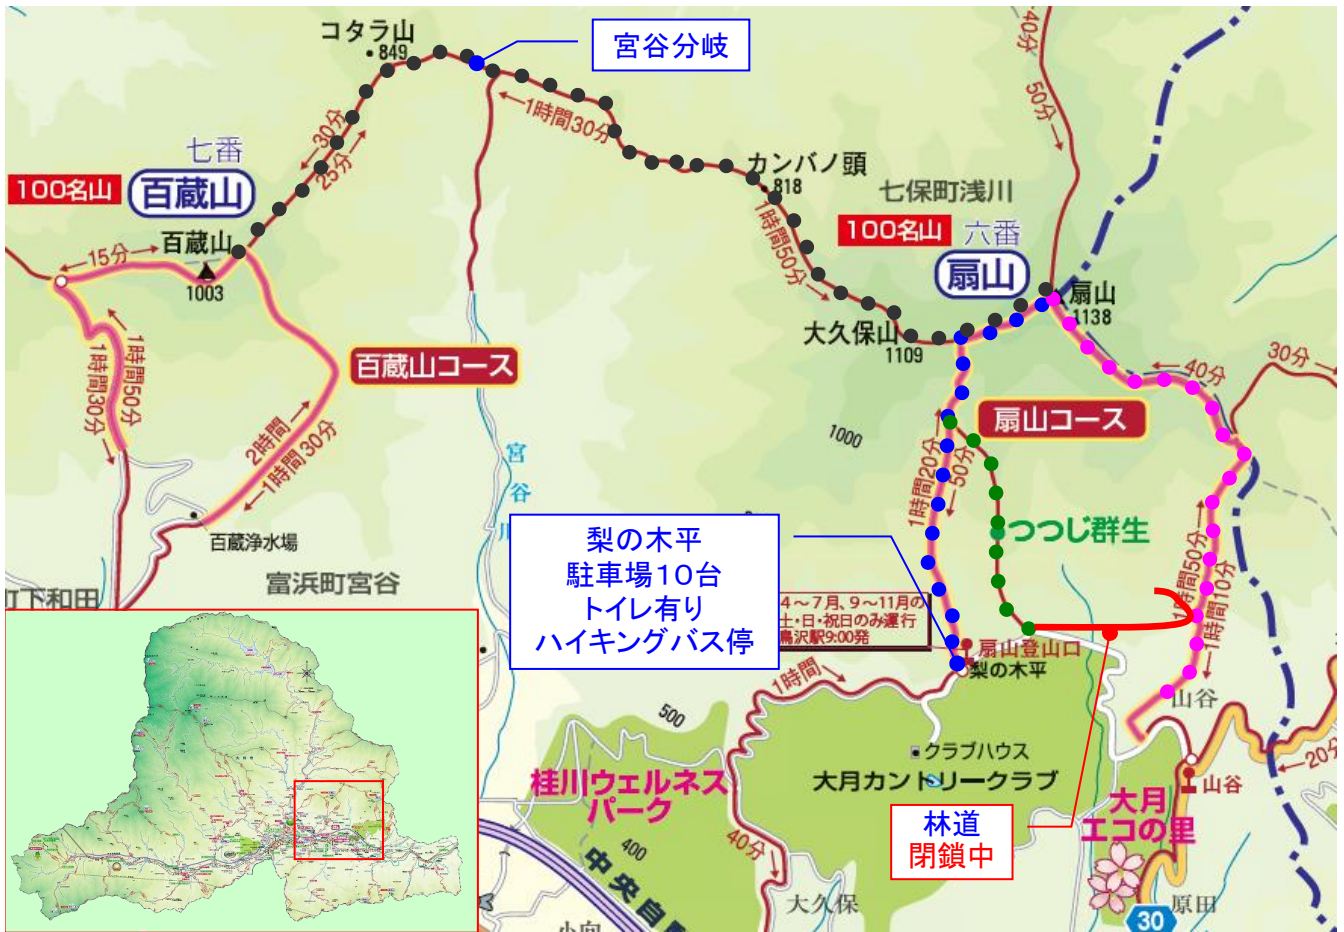 コタラ山
849
宮谷分岐
40分
50分
1時間30分
30分
25分
七番
100名山
百蔵山
百蔵山
1003
15分
カンバノ頭
818
七保町浅川
100名山
六番
扇山
扇山
1138
1時間50分
大久保山
1109
1時間50分
1時間30分
百蔵山コース
2時間
1時間30分
百蔵浄水場
富浜町宮谷
町下和田
宮谷川
40分
30分
扇山コース
1000
1時間20分
50分
つつじ群生
1時間50分
1時間10分
梨の木平
駐車場10台
トイレ有り
ハイキングバス停
4～7月、9～11月の
土・日・祝日のみ運行
鳥沢駅9:00発
扇山登山口
梨の木平
1時間
山谷
500
クラブハウス
大月カントリークラブ
桂川ウェルネス
パーク
20分
山谷
大月
エコの里
林道
閉鎖中
400
中央自
40分
大久保
小向
30
原田